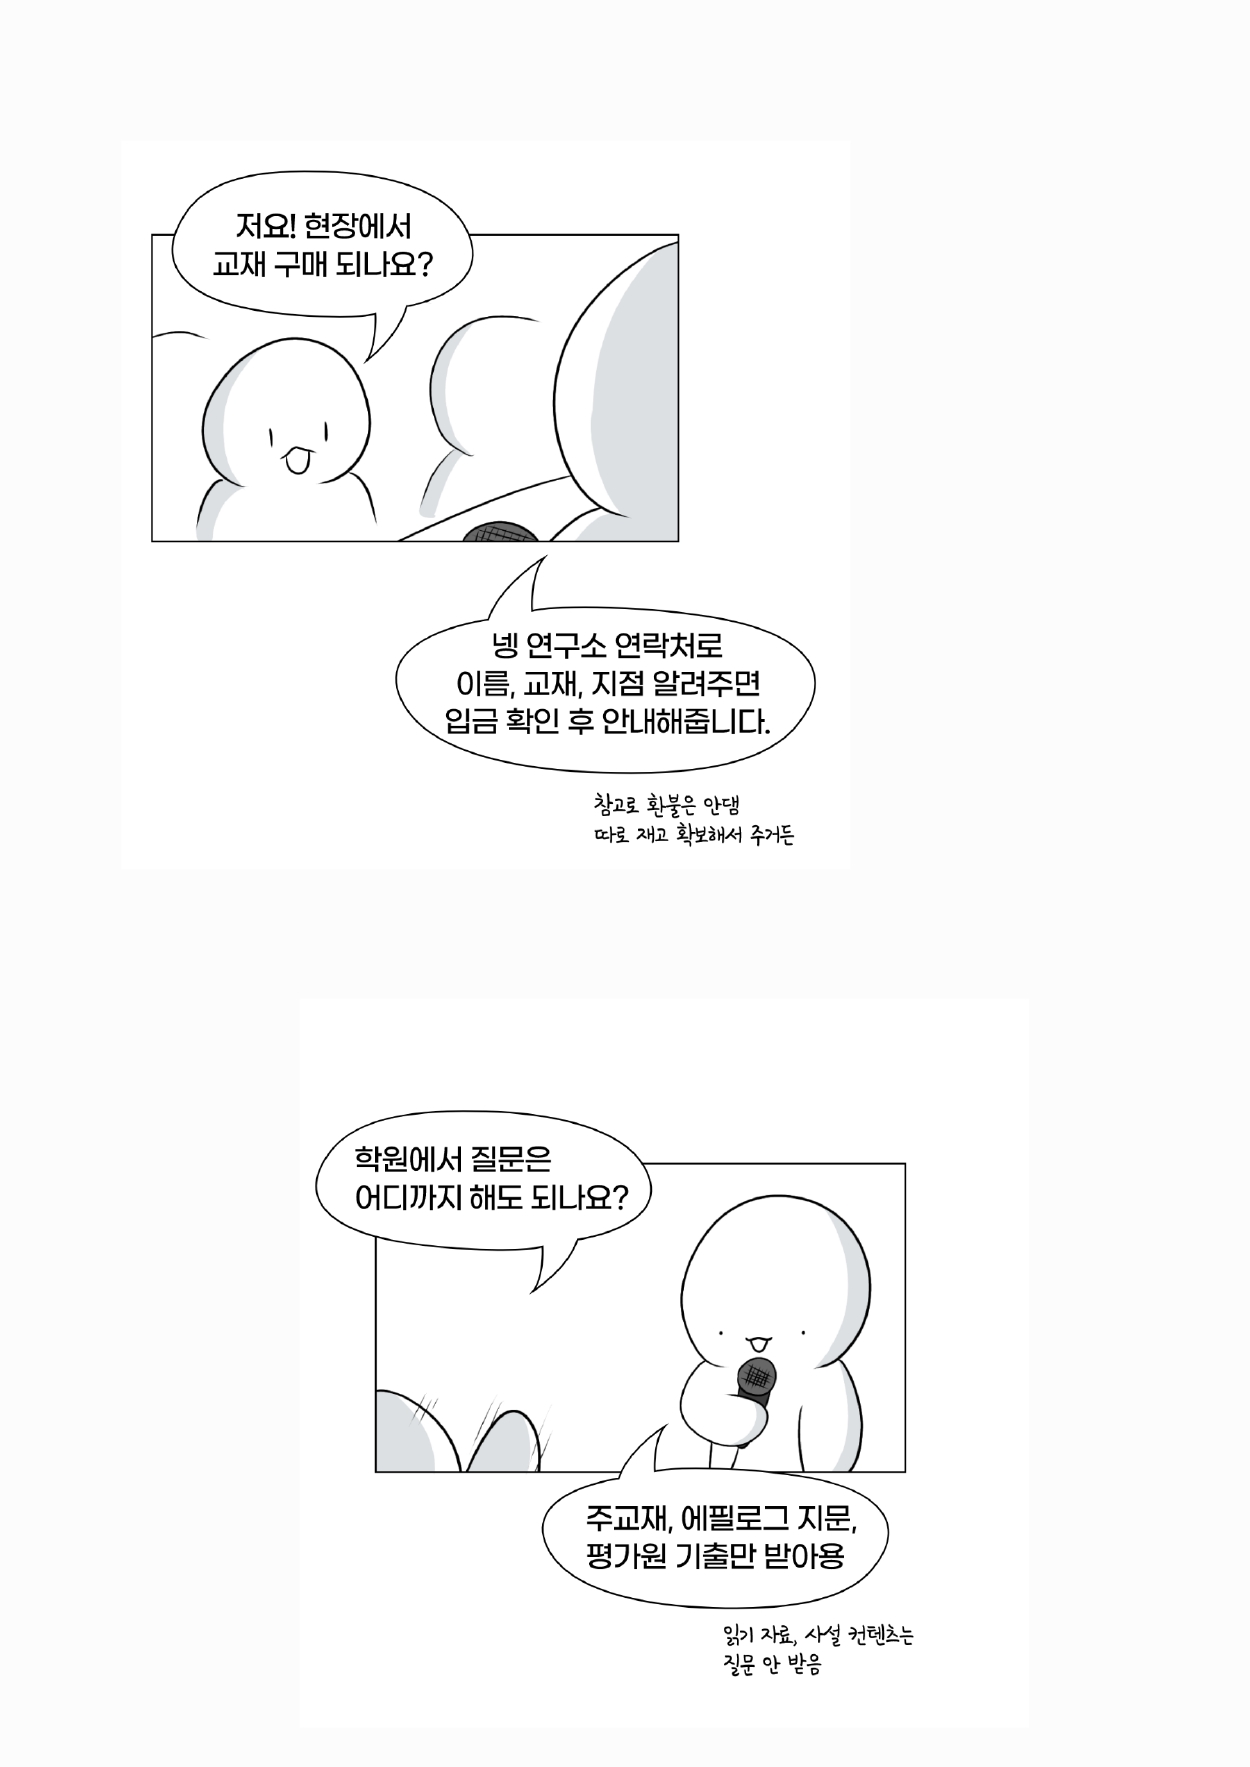 저요! 현장에서
교재 구매 되나요?
넹 연구소 연락처로
이름, 교재, 지점 알려주면
입금 확인 후 안내해줍니다.
참고로 환불은 안댐
따로 재고 확보해서 주거든
학원에서 질문은
어디까지 해도 되나요?
주교재, 에필로그 지문,
평가원 기출만 받아용
읽기 자료, 사설 컨텐츠는
질문 안 받음